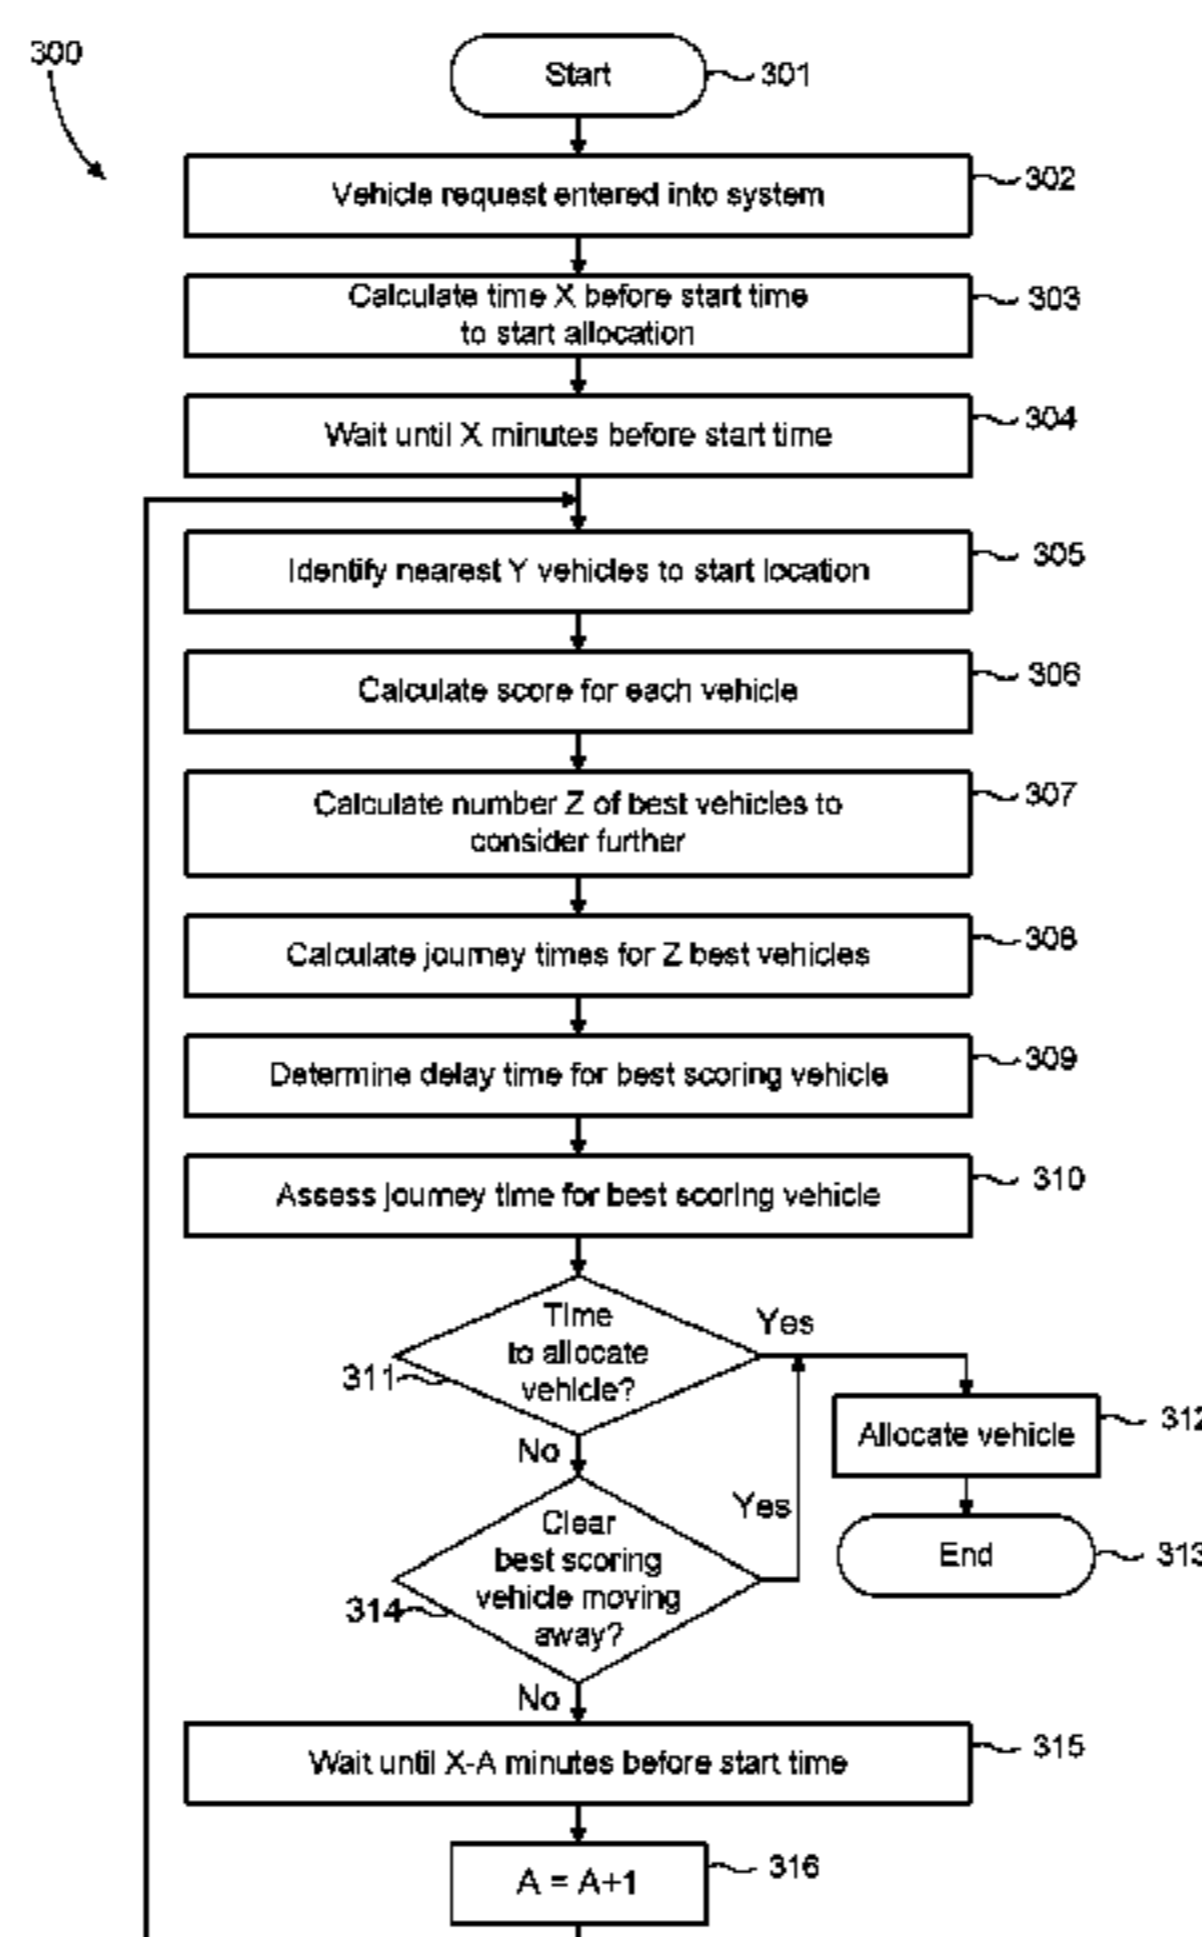 300
Start
301
Vehicle request entered into system
302
Calculate time X before start time
to start allocation
303
Wait until X minutes before start time
304
Identify nearest Y vehicles to start location
305
Calculate score for each vehicle
306
Calculate number Z of best vehicles to
consider further
307
Calculate journey times for Z best vehicles
308
Determine delay time for best scoring vehicle
309
Assess journey time for best scoring vehicle
310
Time
to allocate
vehicle?
311
Yes
No
Allocate vehicle
312
End
313
Clear
best scoring
vehicle moving
away?
314
Yes
No
Wait until X-A minutes before start time
315
A = A+1
316